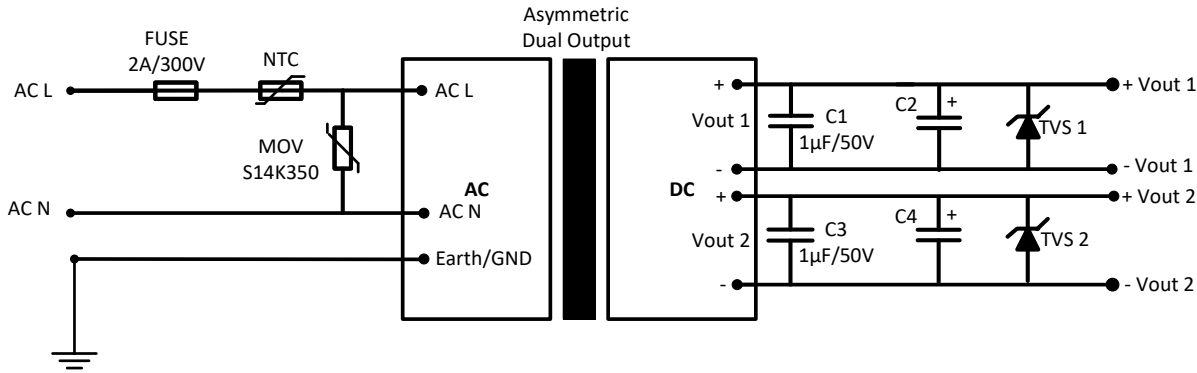 Asymmetric
Dual Output
FUSE
2A/300V
NTC
AC L
AC L
MOV
S14K350
AC
AC N
AC N
Earth/GND
DC
+
Vout 1
-
+
Vout 2
-
C1
1µF/50V
C2
+
TVS 1
+ Vout 1
- Vout 1
+ Vout 2
C3
1µF/50V
C4
+
TVS 2
- Vout 2